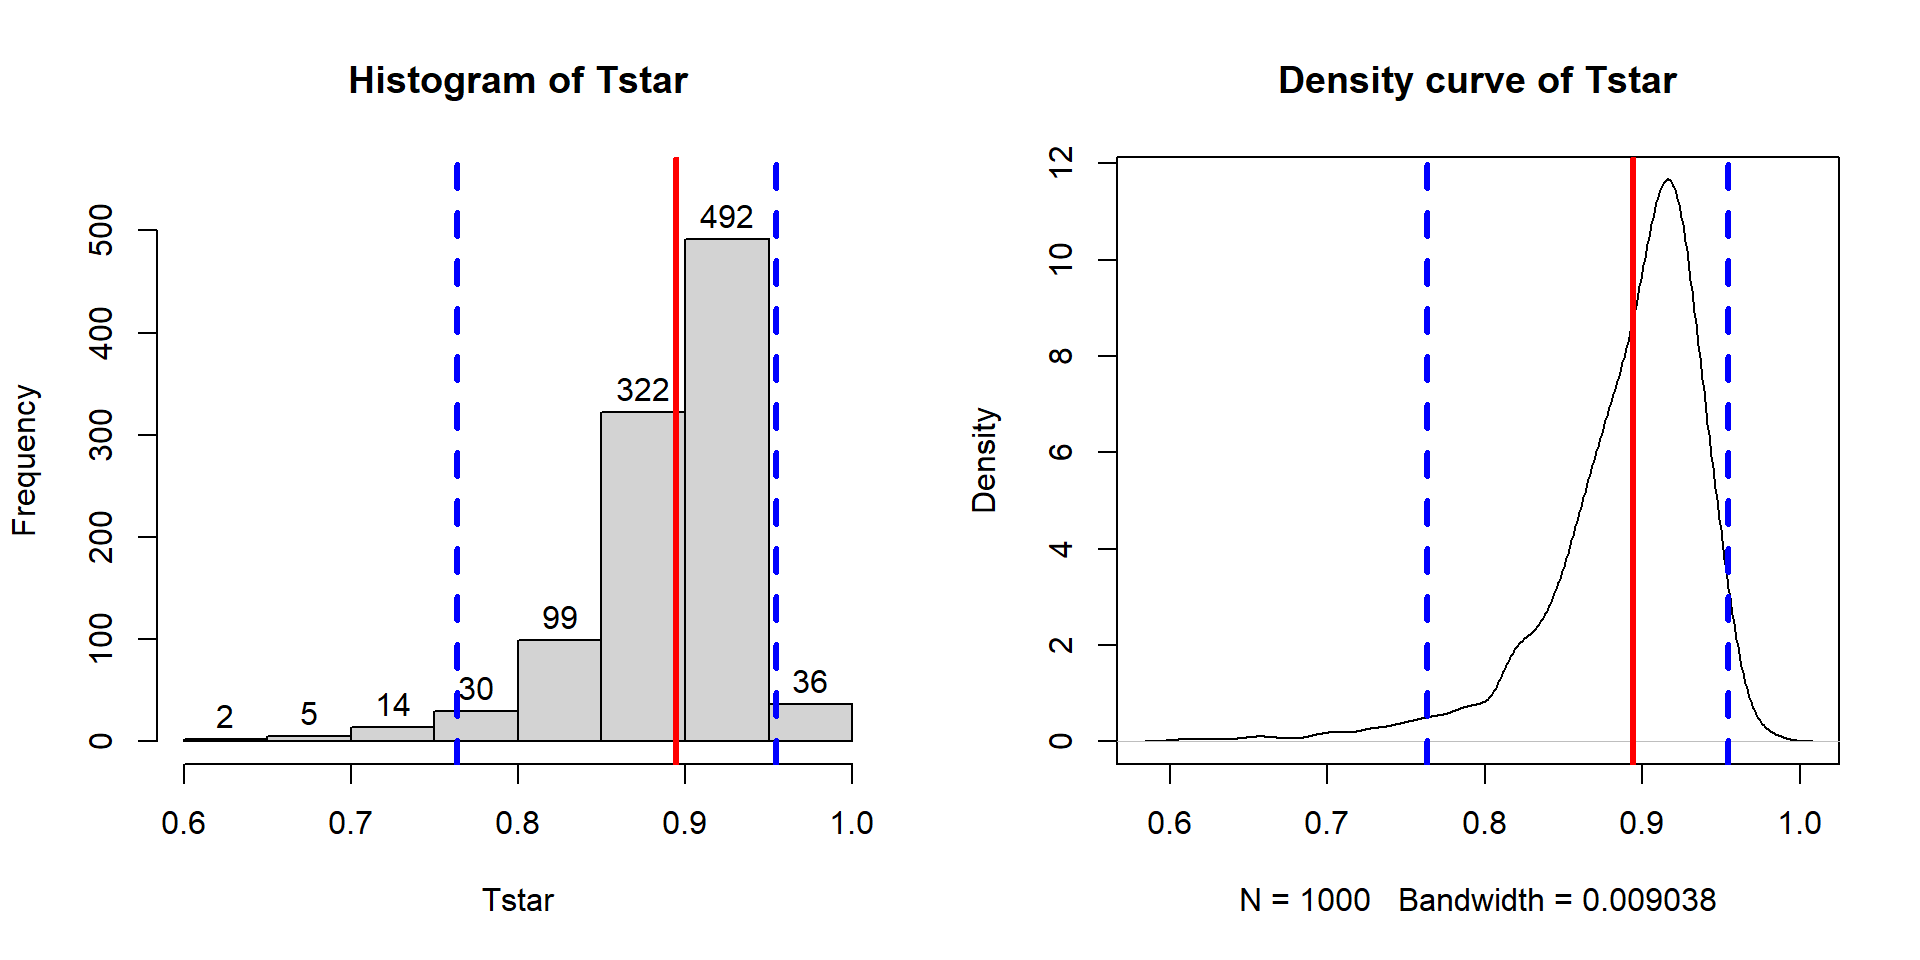 Histogram of Tstar
Frequency
0 100 200 300 400 500
2 5 14 30 99 322 492 36
0.6 0.7 0.8 0.9 1.0
Tstar
Density curve of Tstar
Density
0 2 4 6 8 10 12
0.6 0.7 0.8 0.9 1.0
N = 1000 Bandwidth = 0.009038